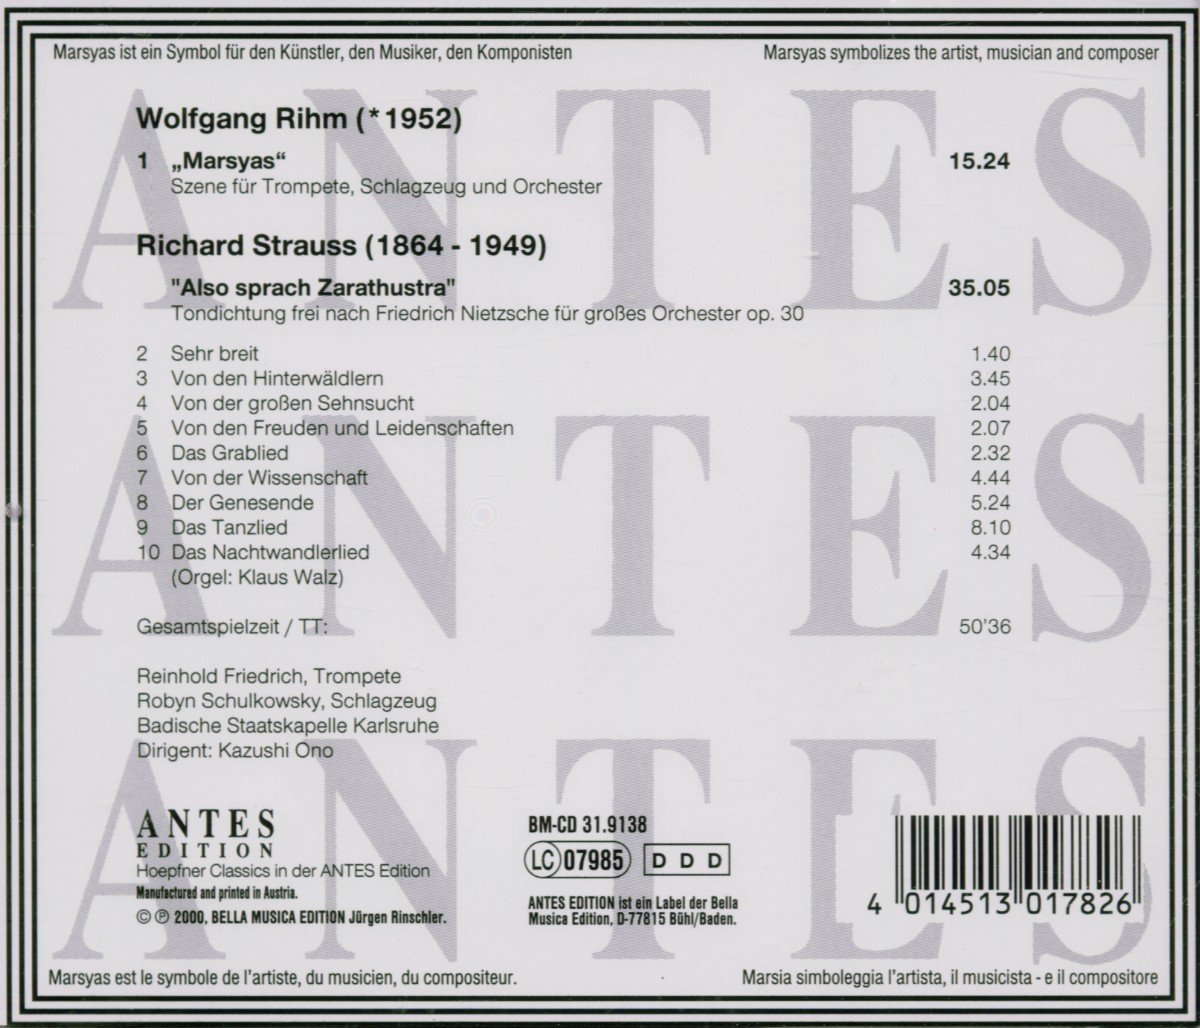 Marsyas ist ein Symbol für den Künstler, den Musiker, den Komponisten
Marsyas symbolizes the artist, musician and composer
Wolfgang Rihm (*1952)
1 „Marsyas“ 15.24
Szene für Trompete, Schlagzeug und Orchester
Richard Strauss (1864 - 1949)
"Also sprach Zarathustra" 35.05
Tondichtung frei nach Friedrich Nietzsche für großes Orchester op. 30
2 Sehr breit 1.40
3 Von den Hinterwäldlern 3.45
4 Von der großen Sehnsucht 2.04
5 Von den Freuden und Leidenschaften 2.07
6 Das Grablied 2.32
7 Von der Wissenschaft 4.44
8 Der Genesende 5.24
9 Das Tanzlied 8.10
10 Das Nachtwandlerlied 4.34
(Orgel: Klaus Walz)
Gesamtspielzeit / TT: 50'36
Reinhold Friedrich, Trompete
Robyn Schulkowsky, Schlagzeug
Badische Staatskapelle Karlsruhe
Dirigent: Kazushi Ono
ANTES
ANTES
ANTES
ANTES
EDITION
Hoepfner Classics in der ANTES Edition
Manufactured and printed in Austria.
© ℗ 2000, BELLA MUSICA EDITION Jürgen Rinschler.
BM-CD 31.9138
LC 07985 DDD
ANTES EDITION ist ein Label der Bella
Musica Edition, D-77815 Bühl/Baden.
4 014513 017826
Marsyas est le symbole de l'artiste, du musicien, du compositeur.
Marsia simboleggia l'artista, il musicista - e il compositore